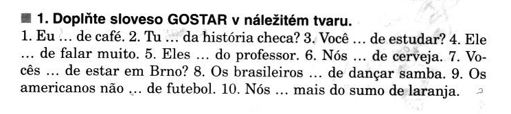 1. Doplňte sloveso GOSTAR v náležitém tvaru.
1. Eu ... de café. 2. Tu ... da história checa? 3. Você ... de estudar? 4. Ele
... de falar muito. 5. Eles ... do professor. 6. Nós ... de cerveja. 7. Vo-
cês ... de estar em Brno? 8. Os brasileiros ... de dançar samba. 9. Os
americanos não ... de futebol. 10. Nós ... mais do sumo de laranja.